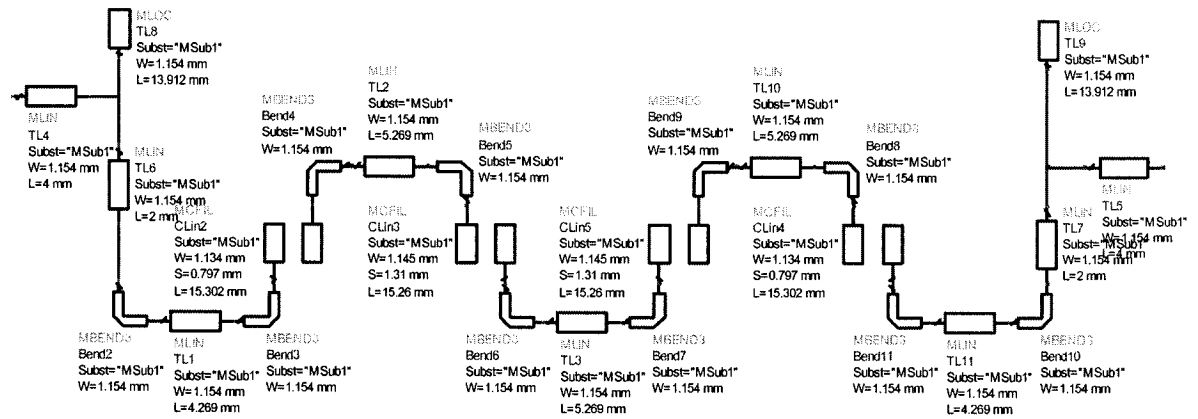 MLOC
TL8
Subst="MSub1"
W=1.154 mm
L=13.912 mm
MLIN
TL4
Subst="MSub1"
W=1.154 mm
L=4 mm
MLIN
TL6
Subst="MSub1"
W=1.154 mm
L=2 mm
MBEND3
Bend2
Subst="MSub1"
W=1.154 mm
MLIN
TL1
Subst="MSub1"
W=1.154 mm
L=4.269 mm
MBEND3
Bend3
Subst="MSub1"
W=1.154 mm
MCFIL
CLin2
Subst="MSub1"
W=1.134 mm
S=0.797 mm
L=15.302 mm
MBEND3
Bend4
Subst="MSub1"
W=1.154 mm
MLIN
TL2
Subst="MSub1"
W=1.154 mm
L=5.269 mm
MBEND3
Bend5
Subst="MSub1"
W=1.154 mm
MCFIL
CLin3
Subst="MSub1"
W=1.145 mm
S=1.31 mm
L=15.26 mm
MBEND3
Bend6
Subst="MSub1"
W=1.154 mm
MLIN
TL3
Subst="MSub1"
W=1.154 mm
L=5.269 mm
MBEND3
Bend7
Subst="MSub1"
W=1.154 mm
MCFIL
CLin5
Subst="MSub1"
W=1.145 mm
S=1.31 mm
L=15.26 mm
MBEND3
Bend9
Subst="MSub1"
W=1.154 mm
MLIN
TL10
Subst="MSub1"
W=1.154 mm
L=5.269 mm
MBEND3
Bend8
Subst="MSub1"
W=1.154 mm
MCFIL
CLin4
Subst="MSub1"
W=1.134 mm
S=0.797 mm
L=15.302 mm
MBEND3
Bend11
Subst="MSub1"
W=1.154 mm
MLIN
TL11
Subst="MSub1"
W=1.154 mm
L=4.269 mm
MBEND3
Bend10
Subst="MSub1"
W=1.154 mm
MLIN
TL7
Subst="MSub1"
W=1.154 mm
L=2 mm
MLOC
TL9
Subst="MSub1"
W=1.154 mm
L=13.912 mm
MLIN
TL5
Subst="MSub1"
W=1.154 mm
L=4 mm